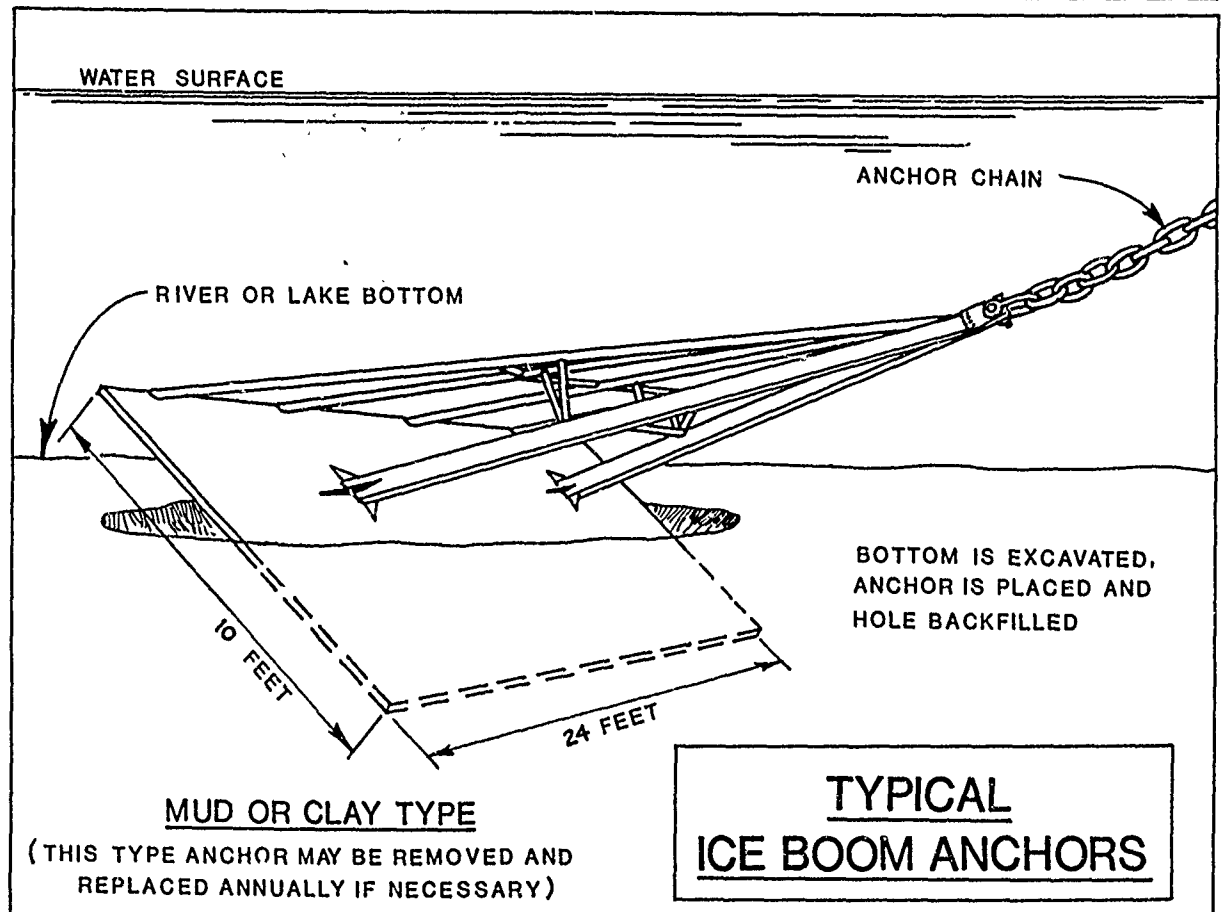 WATER SURFACE
ANCHOR CHAIN
RIVER OR LAKE BOTTOM
BOTTOM IS EXCAVATED,
ANCHOR IS PLACED AND
HOLE BACKFILLED
10 FEET
24 FEET
MUD OR CLAY TYPE
(THIS TYPE ANCHOR MAY BE REMOVED AND
REPLACED ANNUALLY IF NECESSARY)
TYPICAL
ICE BOOM ANCHORS